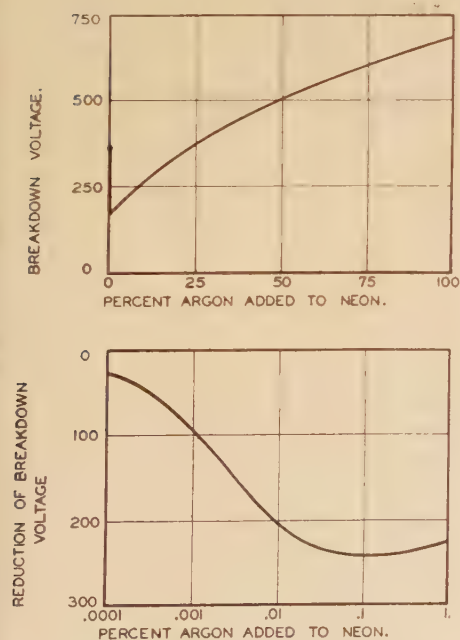 BREAKDOWN VOLTAGE.
750
500
250
0
0 25 50 75 100
PERCENT ARGON ADDED TO NEON.
REDUCTION OF BREAKDOWN
VOLTAGE
0
100
200
300
.0001 .001 .01 .1 1.
PERCENT ARGON ADDED TO NEON.